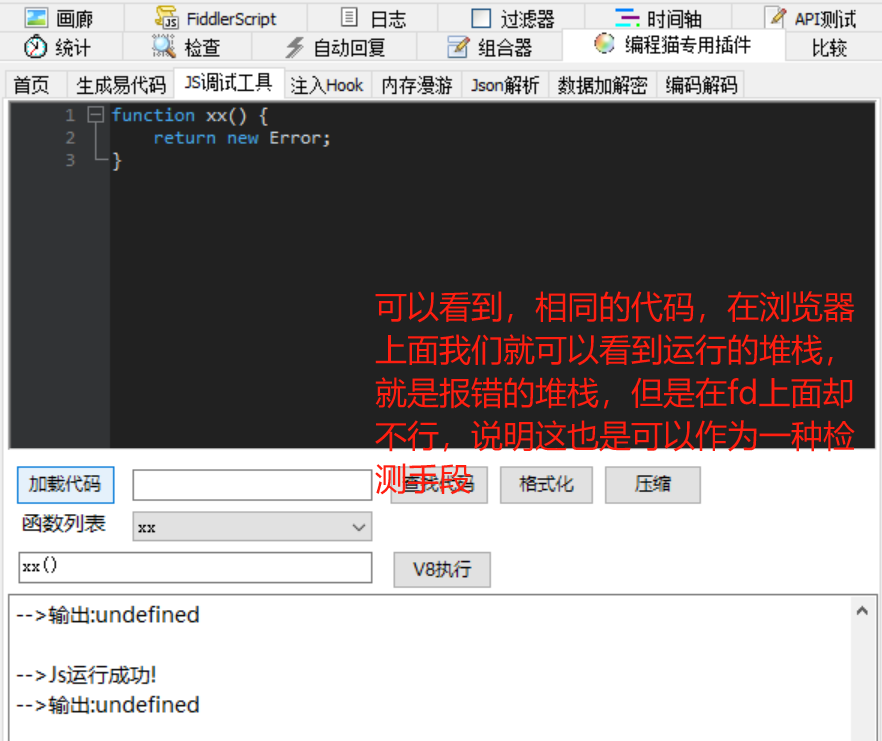 画廊 FiddlerScript 日志 过滤器 时间轴 API测试
统计 检查 自动回复 组合器 编程猫专用插件 比较
首页 生成易代码 JS调试工具 注入Hook 内存漫游 Json解析 数据加解密 编码解码
1 function xx() {
2 return new Error;
3 }
可以看到，相同的代码，在浏览器
上面我们就可以看到运行的堆栈，
就是报错的堆栈，但是在fd上面却
不行，说明这也是可以作为一种检
测手段
加载代码 查找代码 格式化 压缩
函数列表 xx
xx() V8执行
-->输出:undefined
-->Js运行成功!
-->输出:undefined